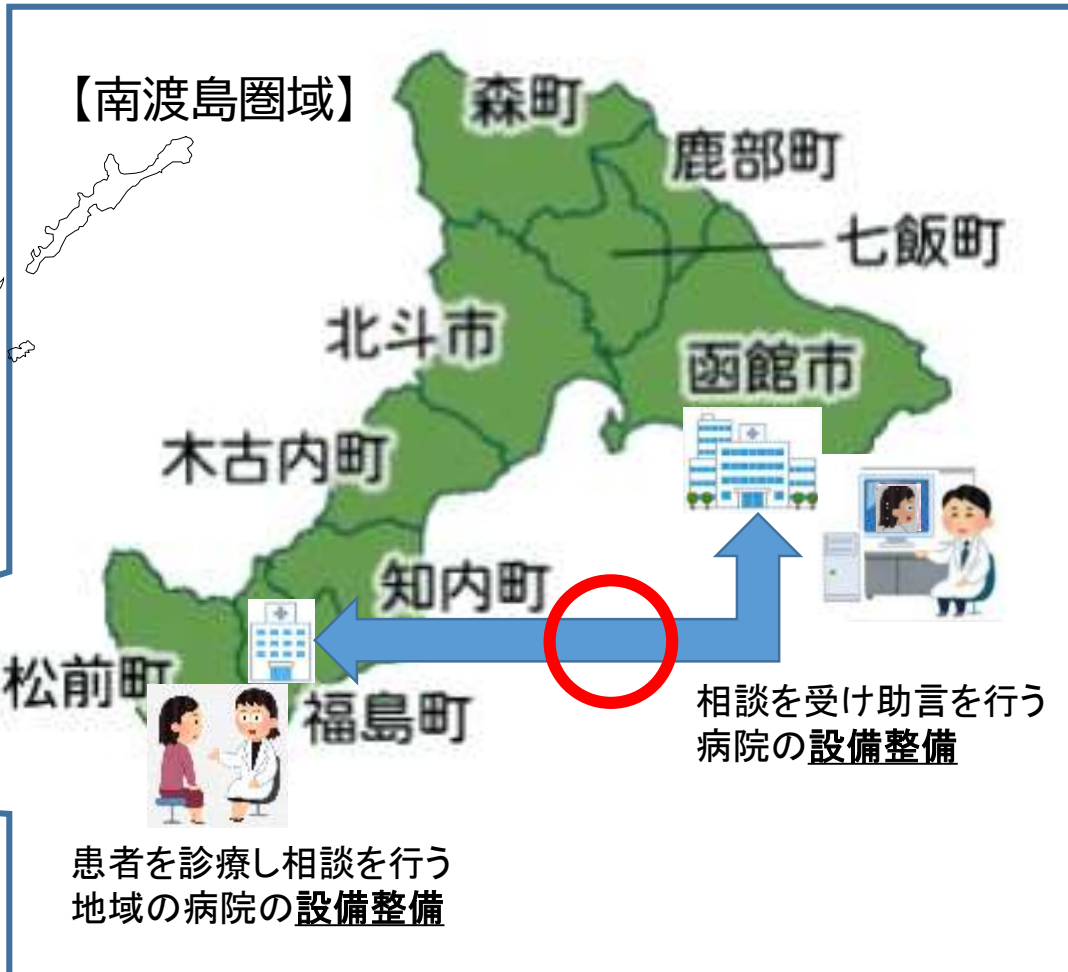 【南渡島圏域】
森町
鹿部町
七飯町
北斗市
函館市
木古内町
知内町
松前町
福島町
相談を受け助言を行う
病院の設備整備
患者を診療し相談を行う
地域の病院の設備整備